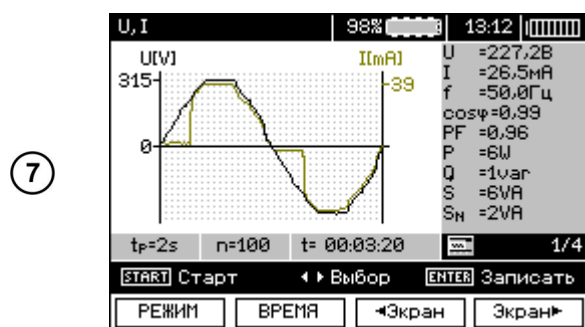 U,I 98% 13:12
U[V] I[mA]
315 39
0
U =227,2В
I =26,5мА
f =50,0Гц
cosφ=0,99
PF =0,96
P =6W
Q =1var
S =6VA
SN =2VA
7
tP=2s n=100 t= 00:03:20 1/4
START Старт Выбор ENTER Записать
РЕЖИМ ВРЕМЯ Экран Экран